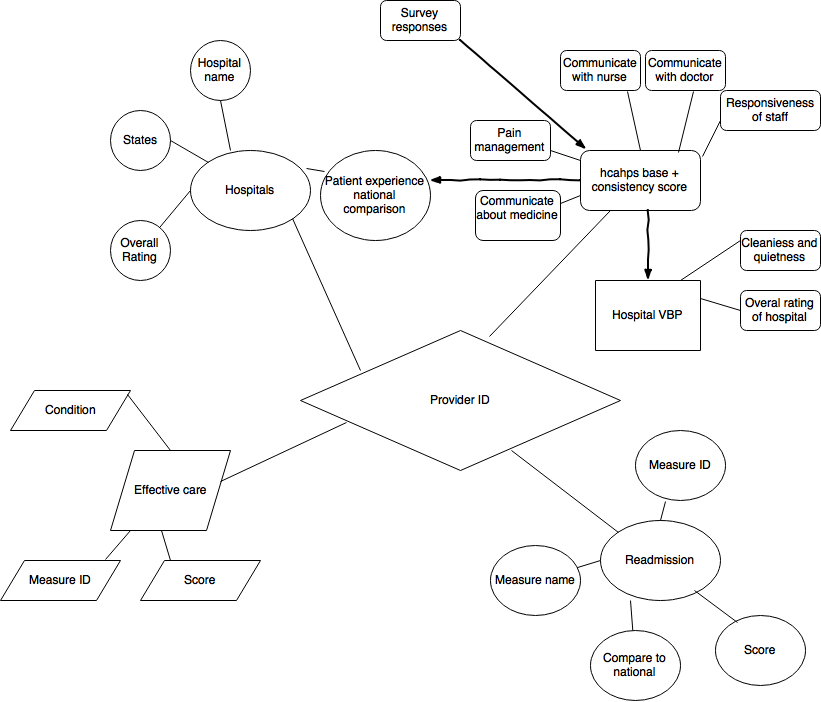 Survey
responses
Hospital
name
Communicate
with nurse
Communicate
with doctor
Responsiveness
of staff
States
Pain
management
Hospitals
Patient experience
national
comparison
hcahps base +
consistency score
Communicate
about medicine
Overall
Rating
Cleaniess and
quietness
Hospital VBP
Overal rating
of hospital
Provider ID
Condition
Effective care
Measure ID
Score
Measure ID
Readmission
Measure name
Compare to
national
Score